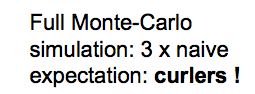 Full Monte-Carlo
simulation: 3 x naive
expectation: curlers !